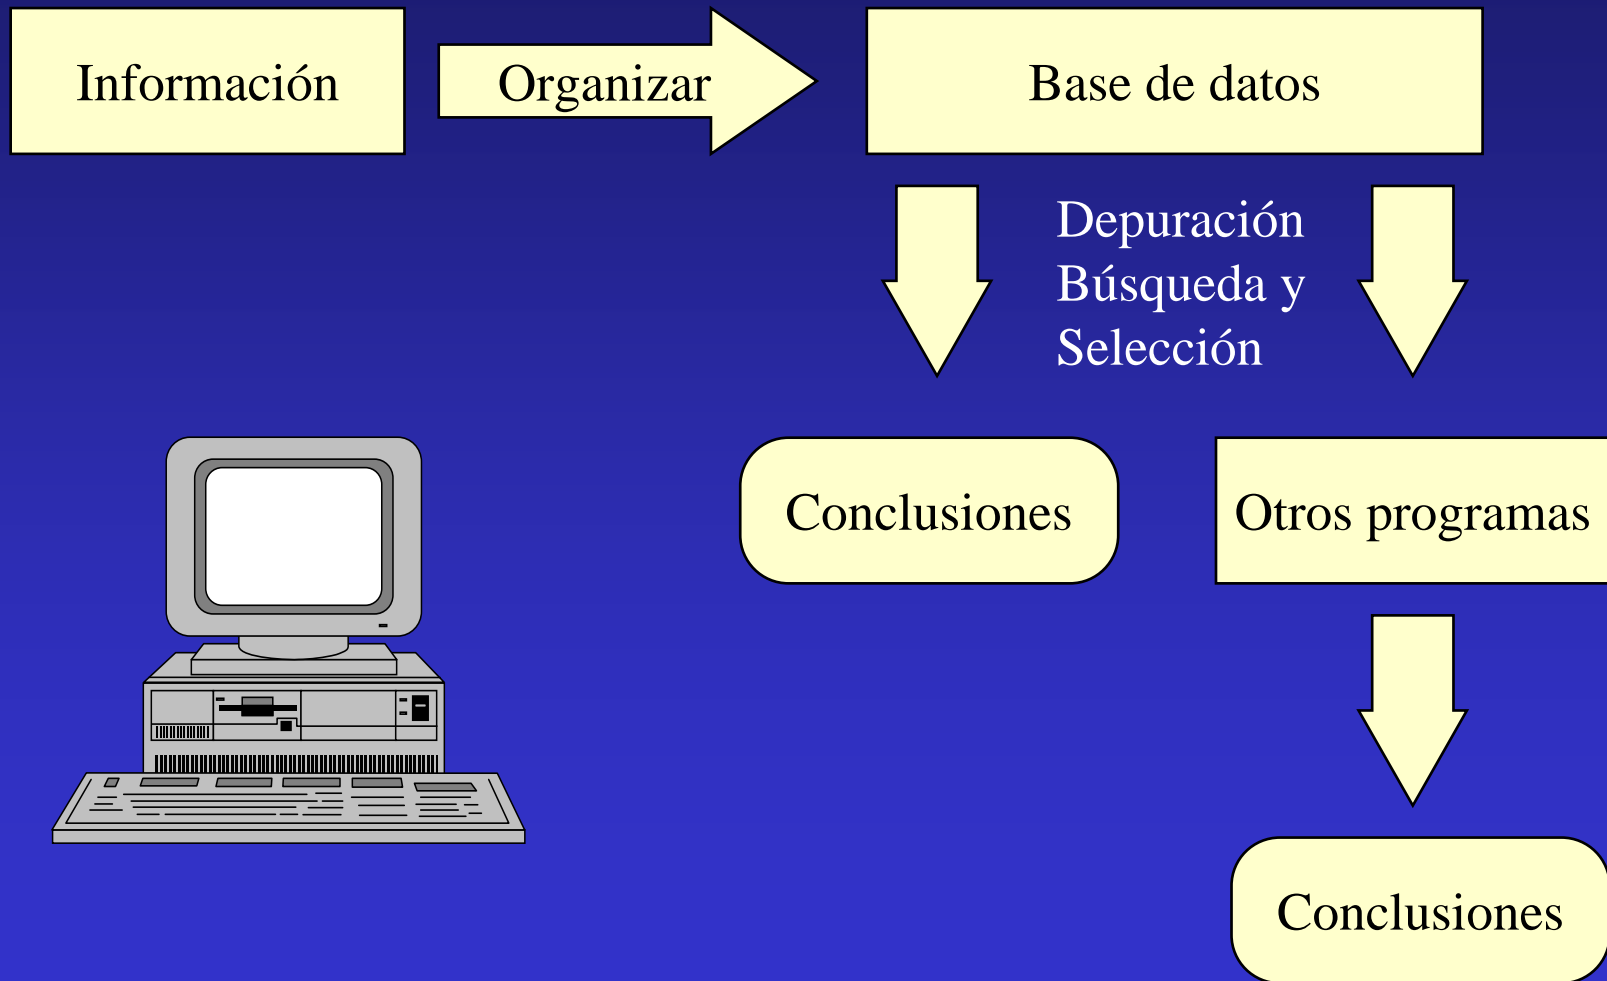 Información
Organizar
Base de datos
Depuración
Búsqueda y
Selección
Conclusiones
Otros programas
Conclusiones